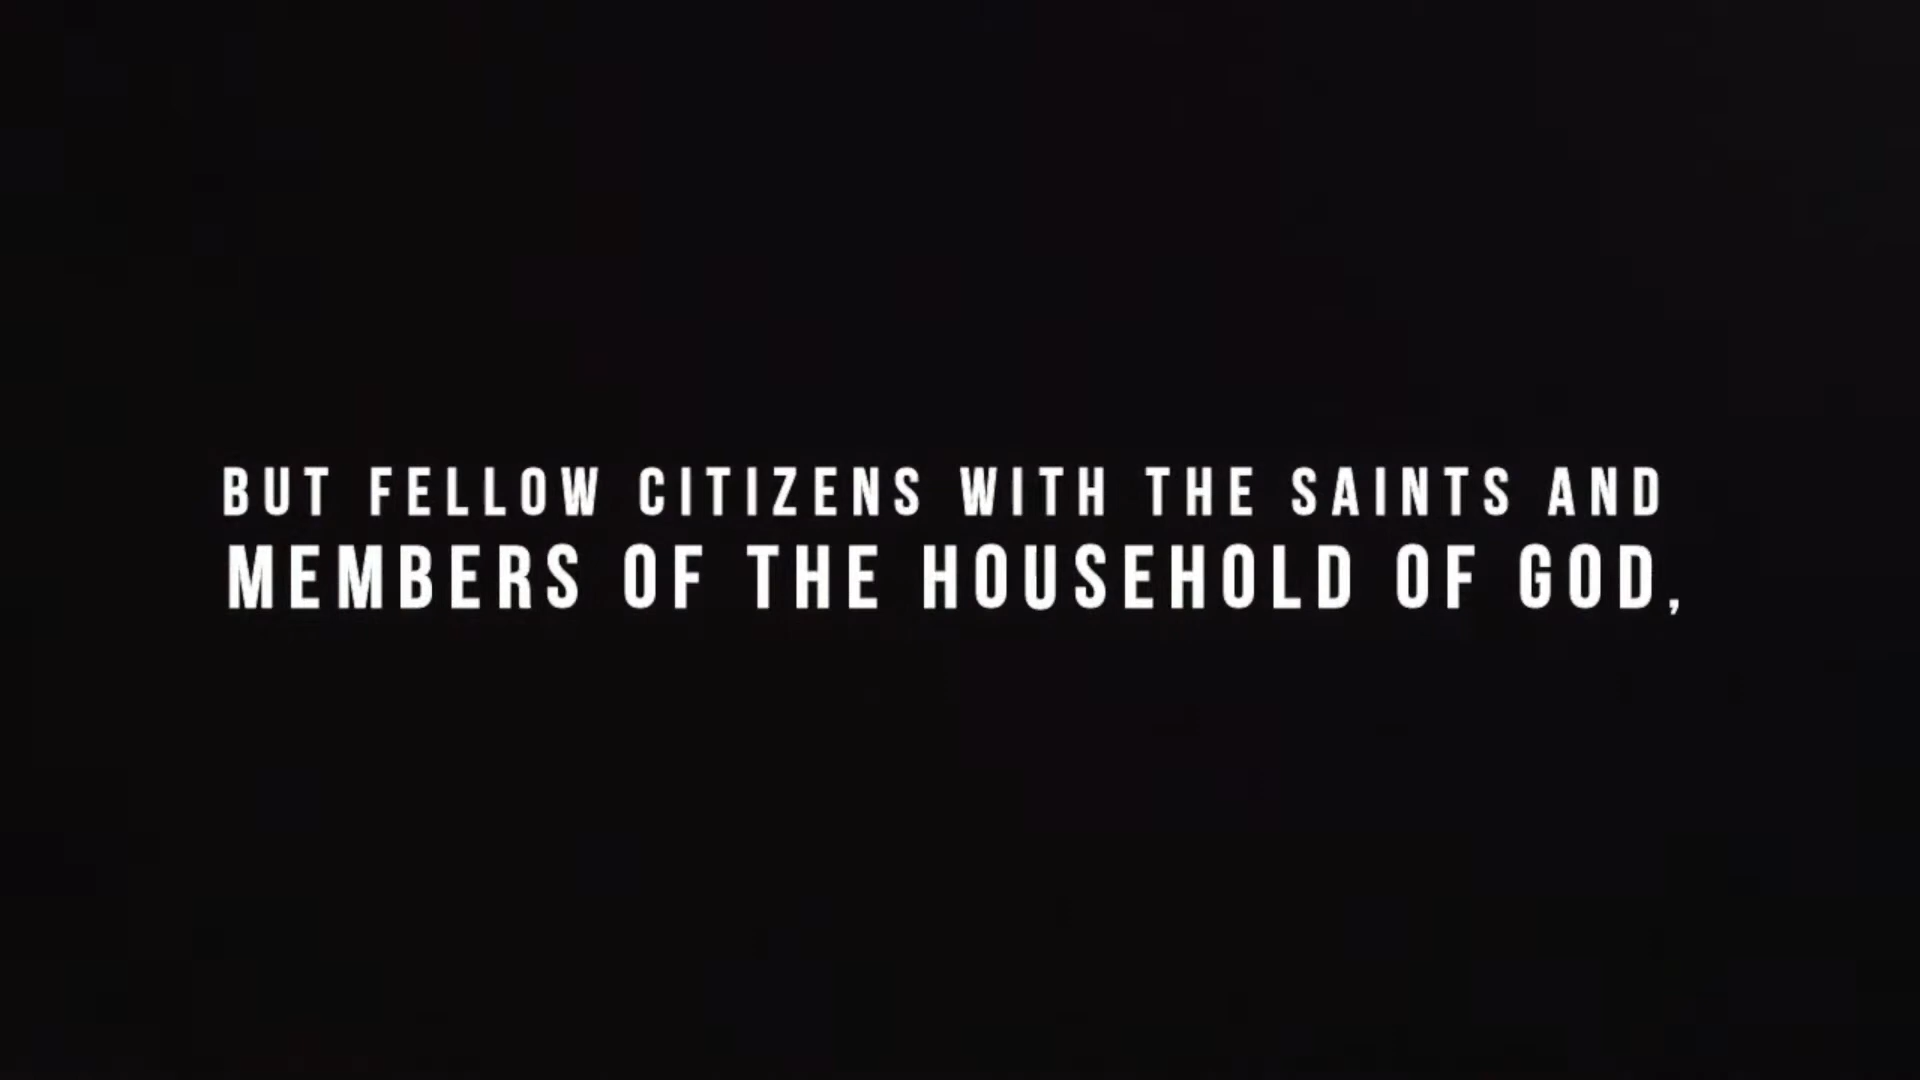 BUT FELLOW CITIZENS WITH THE SAINTS AND
MEMBERS OF THE HOUSEHOLD OF GOD,